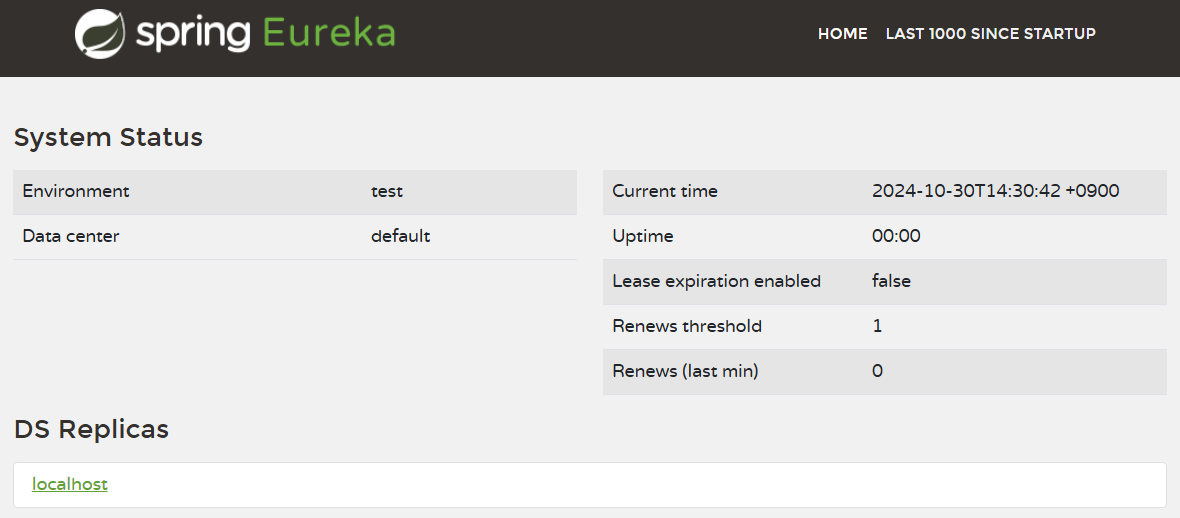 spring Eureka
HOME LAST 1000 SINCE STARTUP
System Status
Environment test
Data center default
Current time 2024-10-30T14:30:42 +0900
Uptime 00:00
Lease expiration enabled false
Renews threshold 1
Renews (last min) 0
DS Replicas
localhost